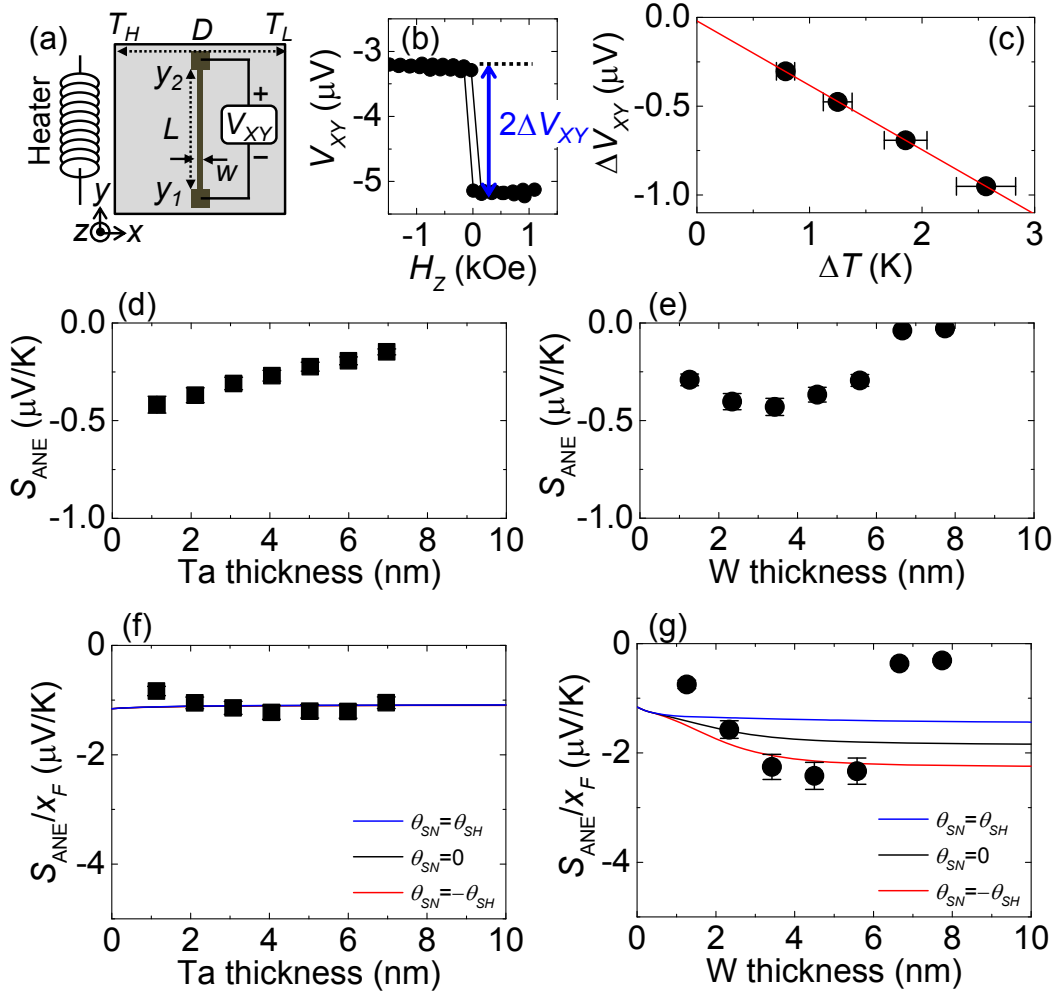 (a)
T_H D T_L
Heater
y_2
L
+
V_XY
−
w
y_1
y
z x
(b)
V_XY (μV)
-3
-4
-5
2ΔV_XY
-1 0 1
H_Z (kOe)
(c)
ΔV_XY (μV)
-0.0
-0.5
-1.0
0 1 2 3
ΔT (K)
(d)
S_ANE (μV/K)
0.0
-0.5
-1.0
0 2 4 6 8 10
Ta thickness (nm)
(e)
S_ANE (μV/K)
0.0
-0.5
-1.0
0 2 4 6 8 10
W thickness (nm)
(f)
S_ANE/x_F (μV/K)
0
-2
-4
θ_SN=θ_SH
θ_SN=0
θ_SN=−θ_SH
0 2 4 6 8 10
Ta thickness (nm)
(g)
S_ANE/x_F (μV/K)
0
-2
-4
θ_SN=θ_SH
θ_SN=0
θ_SN=−θ_SH
0 2 4 6 8 10
W thickness (nm)